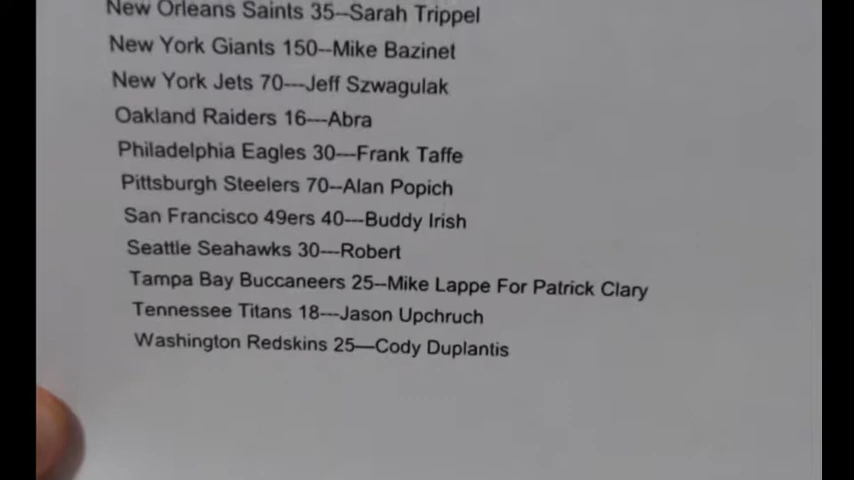 New Orleans Saints 35--Sarah Trippel
New York Giants 150--Mike Bazinet
New York Jets 70---Jeff Szwagulak
Oakland Raiders 16---Abra
Philadelphia Eagles 30---Frank Taffe
Pittsburgh Steelers 70--Alan Popich
San Francisco 49ers 40---Buddy Irish
Seattle Seahawks 30---Robert
Tampa Bay Buccaneers 25--Mike Lappe For Patrick Clary
Tennessee Titans 18---Jason Upchruch
Washington Redskins 25—Cody Duplantis